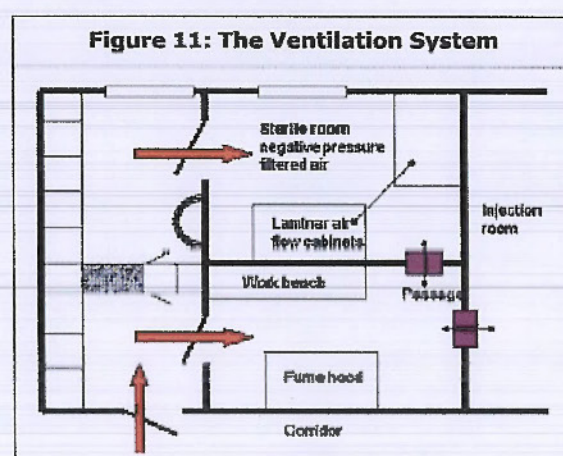 Figure 11: The Ventilation System
Sterile room
negative pressure
filtered air
Laminar air
flow cabinets
Injection
room
Work bench
Passage
Fume hood
Corridor